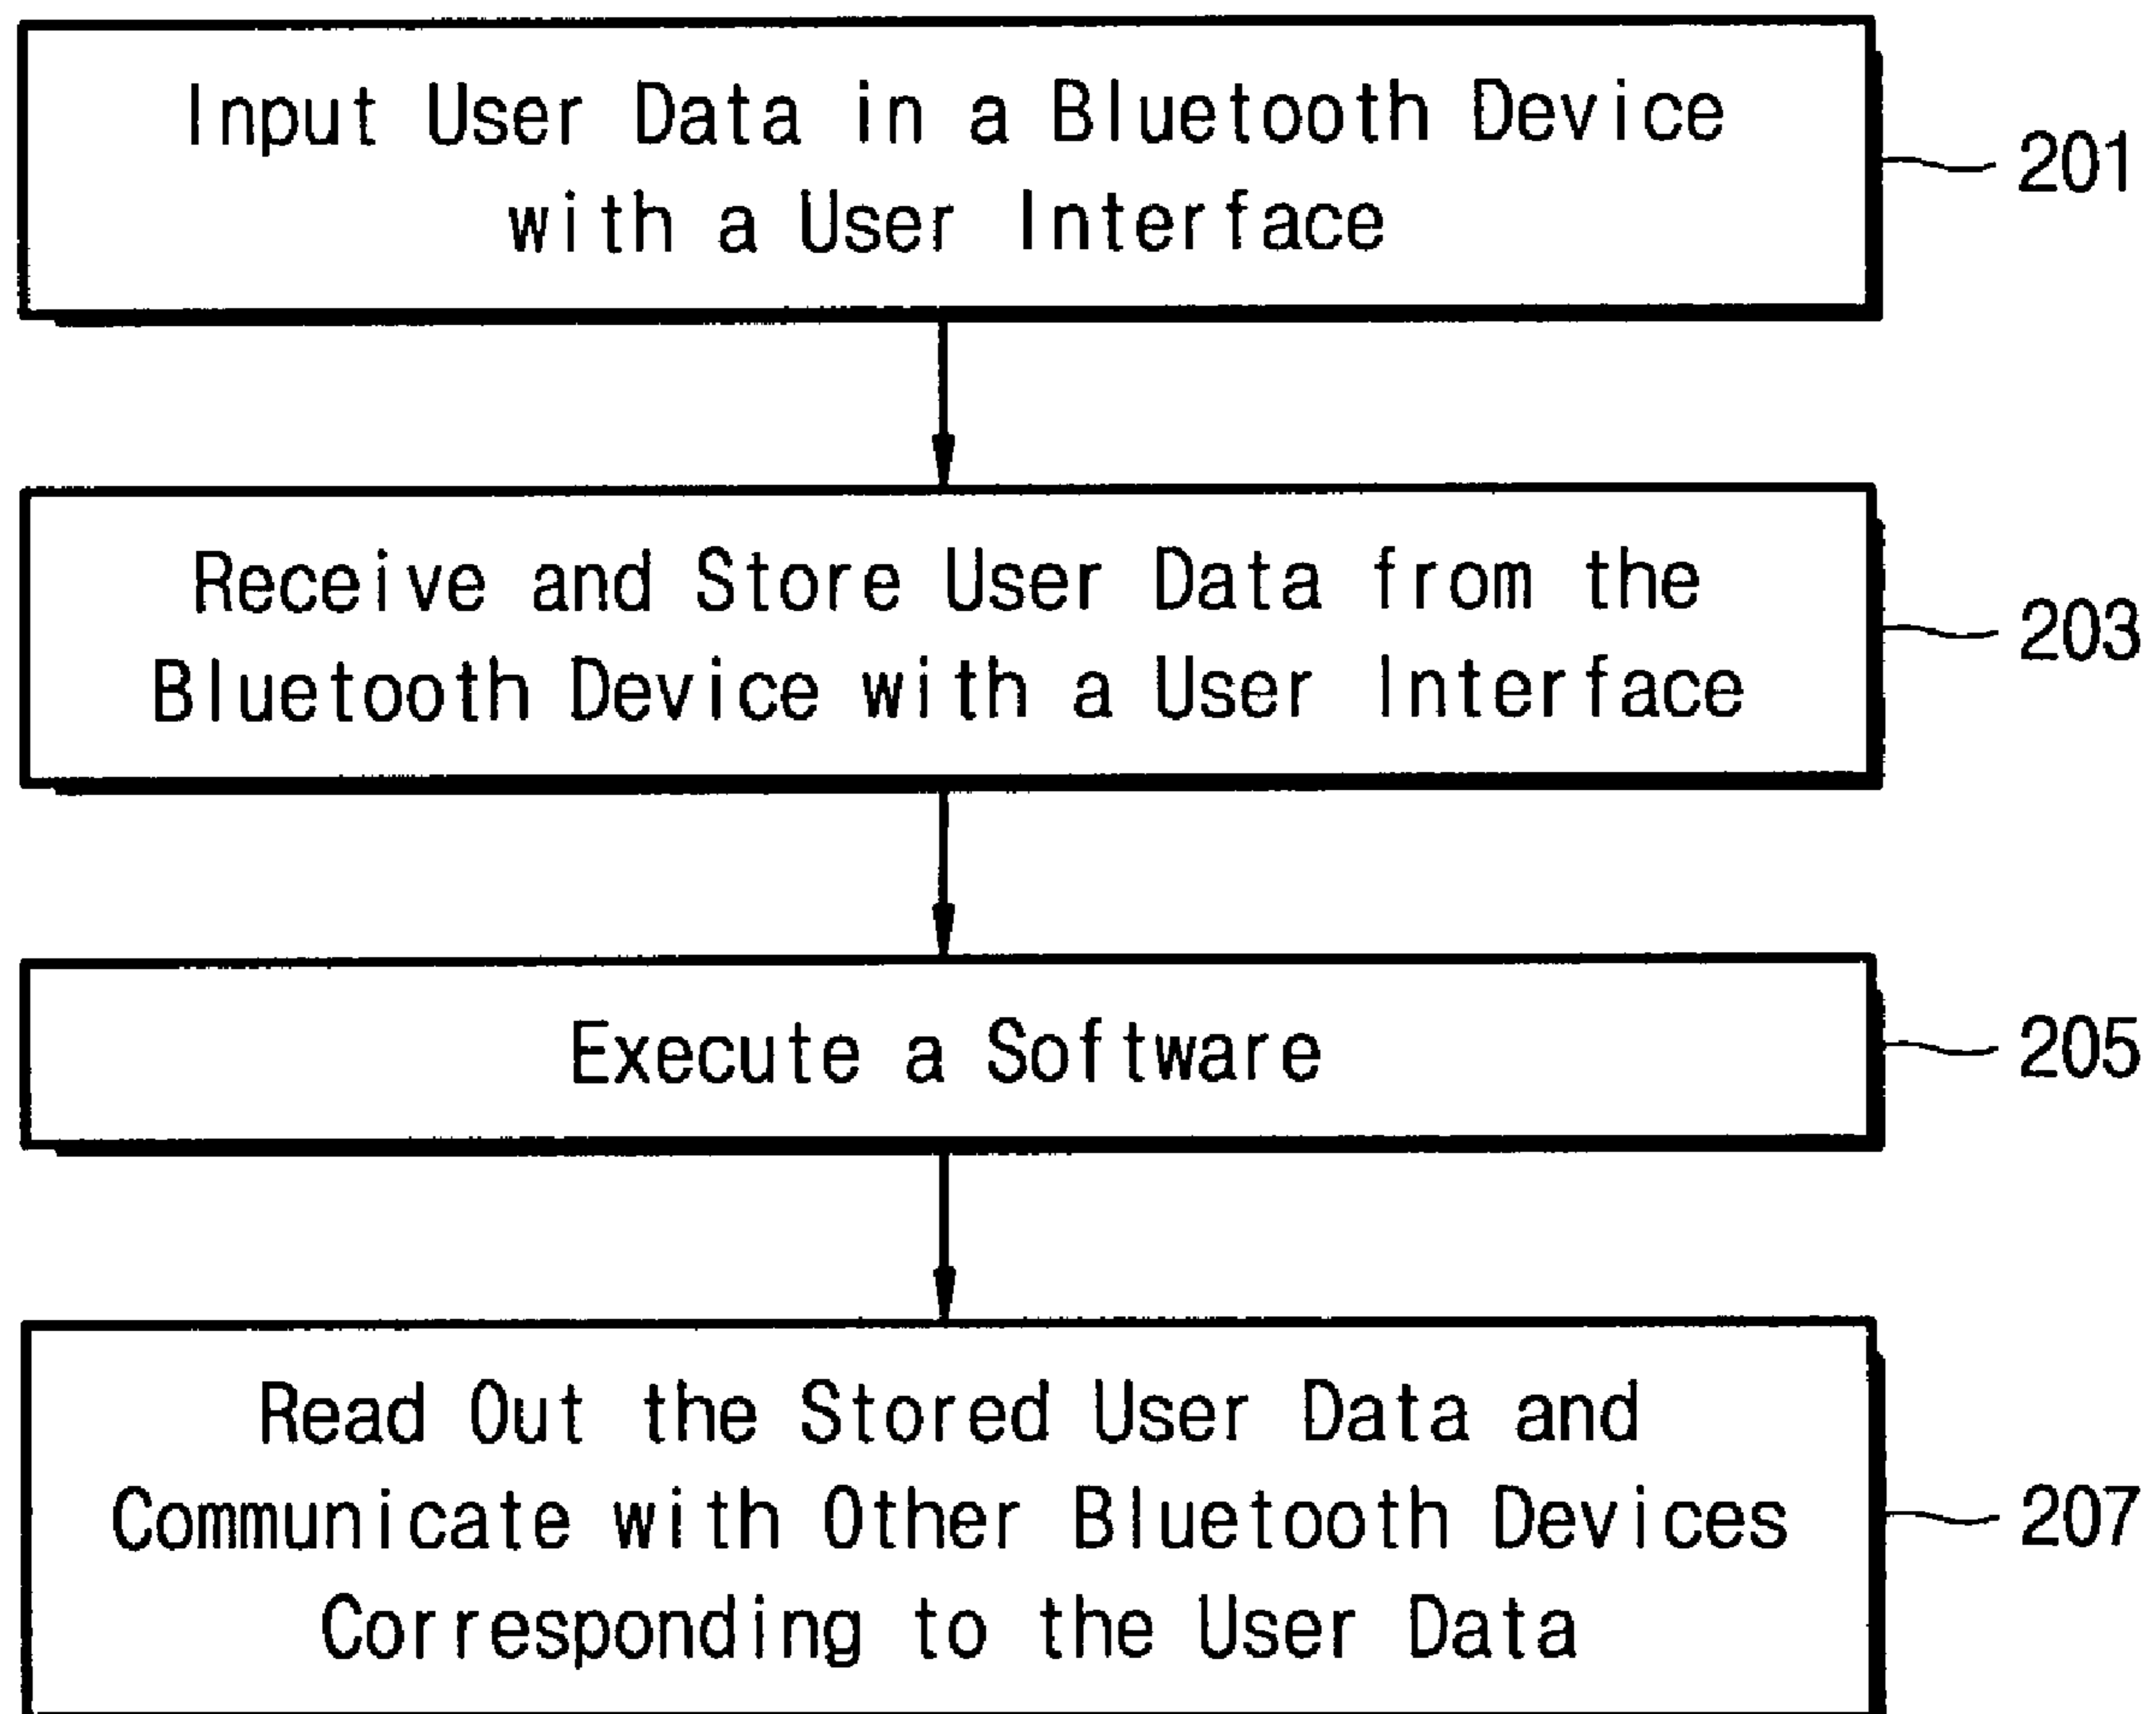 Input User Data in a Bluetooth Device
with a User Interface
201
Receive and Store User Data from the
Bluetooth Device with a User Interface
203
Execute a Software
205
Read Out the Stored User Data and
Communicate with Other Bluetooth Devices
Corresponding to the User Data
207